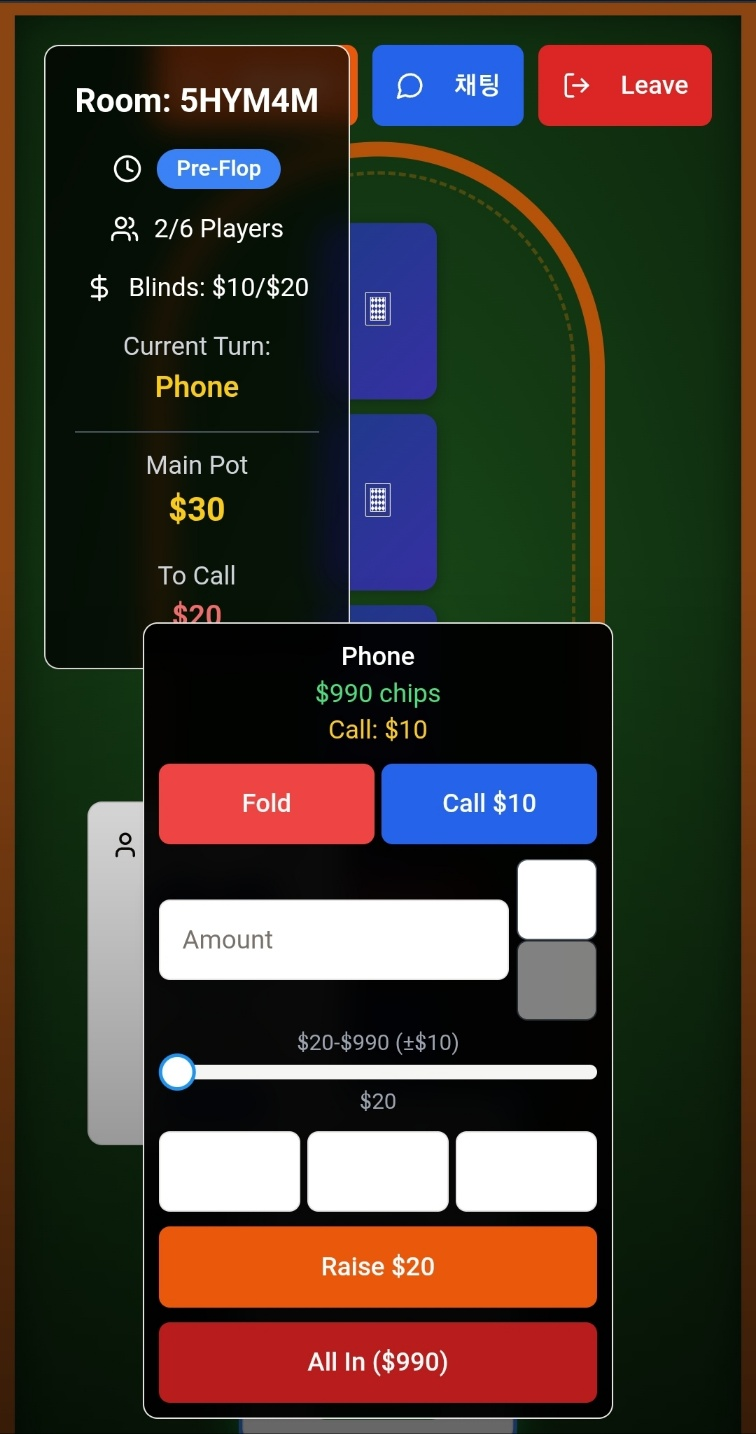 Room: 5HYM4M
채팅
Leave
Pre-Flop
2/6 Players
Blinds: $10/$20
Current Turn:
Phone
Main Pot
$30
To Call
$20
Phone
$990 chips
Call: $10
Fold
Call $10
Amount
$20-$990 (±$10)
$20
Raise $20
All In ($990)